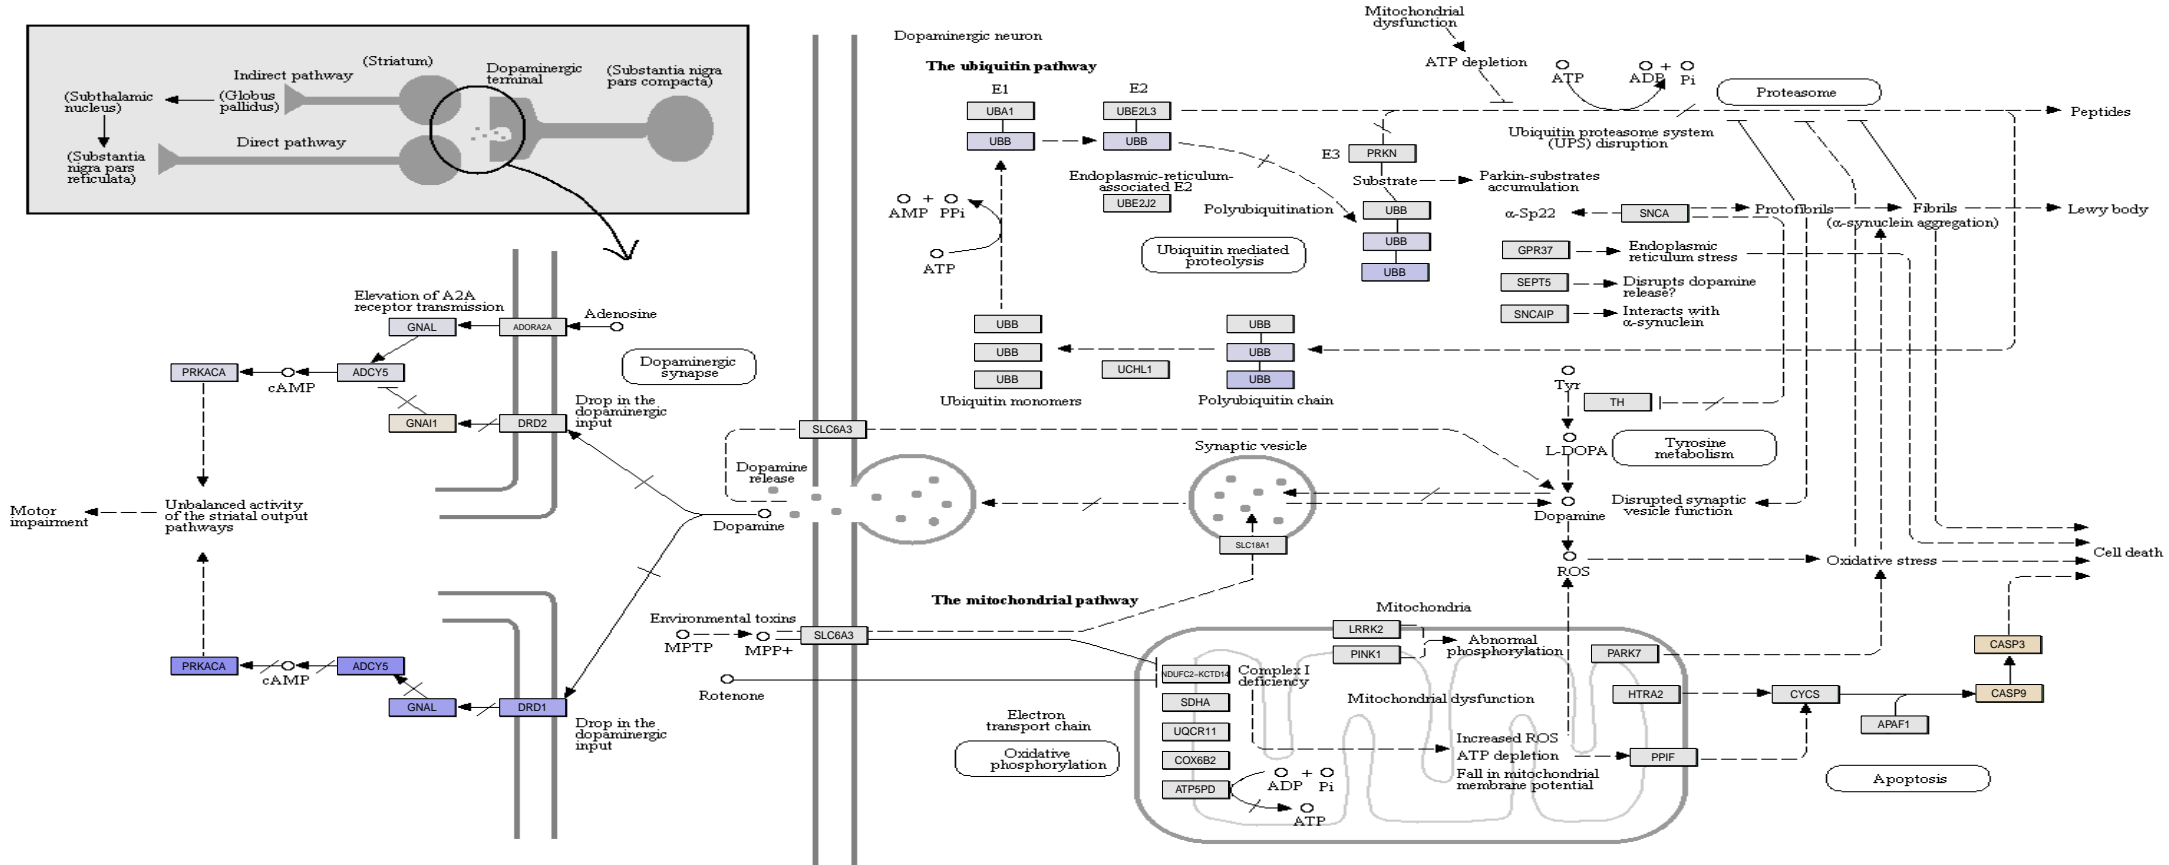 (Striatum)
Indirect pathway
(Subthalamic
nucleus)
(Globus
pallidus)
Dopaminergic
terminal
(Substantia nigra
pars compacta)
Direct pathway
(Substantia
nigra pars
reticulata)
Dopaminergic neuron
The ubiquitin pathway
E1
UBA1
UBB
E2
UBE2L3
UBB
Endoplasmic-reticulum-
associated E2
UBE2J2
AMP + PPi
ATP
Polyubiquitination
Ubiquitin mediated
proteolysis
Mitochondrial
dysfunction
ATP depletion
ATP
ADP + Pi
Proteasome
Peptides
Ubiquitin proteasome system
(UPS) disruption
E3
PRKN
Substrate
Parkin-substrates
accumulation
UBB
UBB
UBB
α-Sp22
SNCA
Protofibrils
Fibrils
(α-synuclein aggregation)
Lewy body
GPR37
Endoplasmic
reticulum stress
SEPT5
Disrupts dopamine
release?
SNCAIP
Interacts with
α-synuclein
UBB
UBB
UBB
Ubiquitin monomers
UCHL1
UBB
UBB
UBB
Polyubiquitin chain
Elevation of A2A
receptor transmission
GNAL
ADORA2A
Adenosine
PRKACA
cAMP
ADCY5
GNAI1
DRD2
Drop in the
dopaminergic
input
Dopaminergic
synapse
Motor
impairment
Unbalanced activity
of the striatal output
pathways
Dopamine
SLC6A3
Dopamine
release
Synaptic vesicle
SLC18A1
Tyr
TH
L-DOPA
Tyrosine
metabolism
Dopamine
Disrupted synaptic
vesicle function
ROS
Oxidative stress
Cell death
PRKACA
cAMP
ADCY5
GNAL
DRD1
Drop in the
dopaminergic
input
The mitochondrial pathway
Environmental toxins
MPTP
MPP+
SLC6A3
Rotenone
Mitochondria
LRRK2
PINK1
Abnormal
phosphorylation
PARK7
NDUFC2-KCTD14
Complex I
deficiency
SDHA
UQCR11
COX6B2
ATP5PD
Electron
transport chain
Oxidative
phosphorylation
Mitochondrial dysfunction
Increased ROS
ATP depletion
Fall in mitochondrial
membrane potential
ADP + Pi
ATP
HTRA2
PPIF
CYCS
APAF1
CASP3
CASP9
Apoptosis